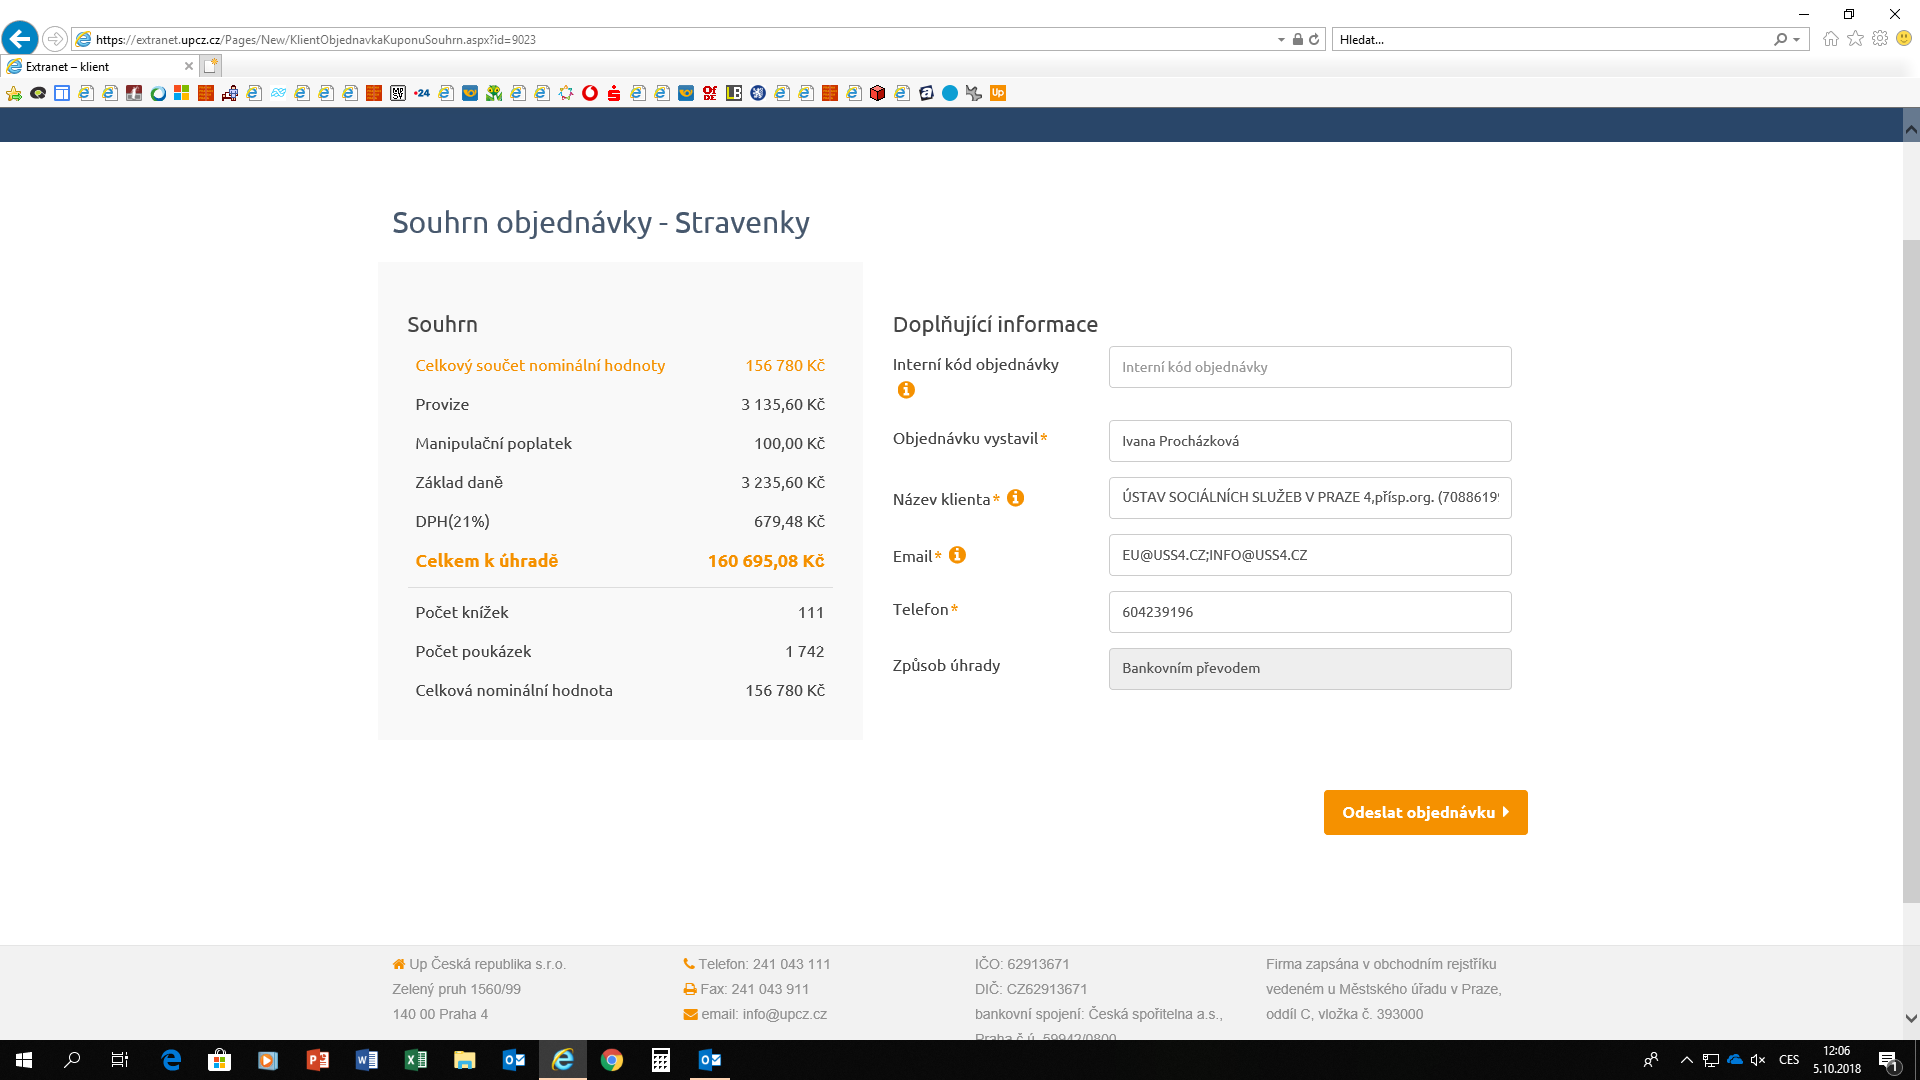 https://extranet.upcz.cz/Pages/New/KlientObjednavkaKuponuSouhrn.aspx?id=9023
Hledat...
Extranet – klient
Souhrn objednávky - Stravenky
Souhrn
Celkový součet nominální hodnoty 156 780 Kč
Provize 3 135,60 Kč
Manipulační poplatek 100,00 Kč
Základ daně 3 235,60 Kč
DPH(21%) 679,48 Kč
Celkem k úhradě 160 695,08 Kč
Počet knížek 111
Počet poukázek 1 742
Celková nominální hodnota 156 780 Kč
Doplňující informace
Interní kód objednávky Interní kód objednávky
Objednávku vystavil* Ivana Procházková
Název klienta* ÚSTAV SOCIÁLNÍCH SLUŽEB V PRAZE 4,přísp.org. (7088619
Email* EU@USS4.CZ;INFO@USS4.CZ
Telefon* 604239196
Způsob úhrady Bankovním převodem
Odeslat objednávku
Up Česká republika s.r.o.
Zelený pruh 1560/99
140 00 Praha 4
Telefon: 241 043 111
Fax: 241 043 911
email: info@upcz.cz
IČO: 62913671
DIČ: CZ62913671
bankovní spojení: Česká spořitelna a.s.,
Praha č.ú. 59942/0800
Firma zapsána v obchodním rejstříku
vedeném u Městského úřadu v Praze,
oddíl C, vložka č. 393000
CES
12:06
5.10.2018
1